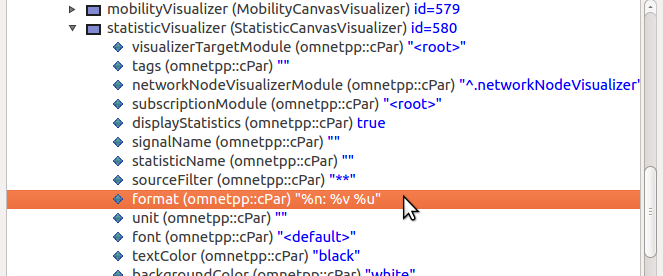 mobilityVisualizer (MobilityCanvasVisualizer) id=579
statisticVisualizer (StatisticCanvasVisualizer) id=580
visualizerTargetModule (omnetpp::cPar) "<root>"
tags (omnetpp::cPar) ""
networkNodeVisualizerModule (omnetpp::cPar) "^.networkNodeVisualizer"
subscriptionModule (omnetpp::cPar) "<root>"
displayStatistics (omnetpp::cPar) true
signalName (omnetpp::cPar) ""
statisticName (omnetpp::cPar) ""
sourceFilter (omnetpp::cPar) "**"
format (omnetpp::cPar) "%n: %v %u"
unit (omnetpp::cPar) ""
font (omnetpp::cPar) "<default>"
textColor (omnetpp::cPar) "black"
backgroundColor (omnetpp::cPar) "white"